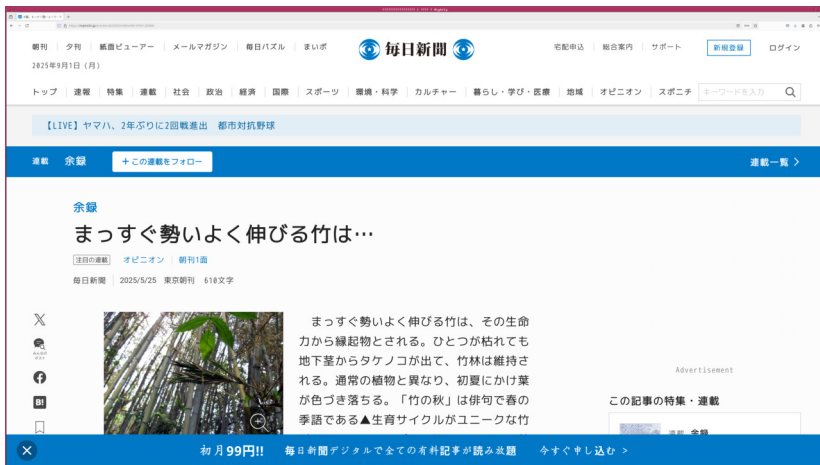 朝刊 夕刊 紙面ビューアー メールマガジン 毎日パズル まいポ 毎日新聞 宅配申込 総合案内 サポート 新規登録 ログイン
2025年9月1日 (月)
トップ 速報 特集 連載 社会 政治 経済 国際 スポーツ 環境・科学 カルチャー 暮らし・学び・医療 地域 オピニオン スポニチ キーワードを入力
【LIVE】ヤマハ、2年ぶりに2回戦進出 都市対抗野球
連載 余録 +この連載をフォロー 連載一覧 >
余録
まっすぐ勢いよく伸びる竹は…
注目の連載 オピニオン 朝刊1面
毎日新聞 2025/5/25 東京朝刊 610文字
まっすぐ勢いよく伸びる竹は、その生命
力から縁起物とされる。ひとつが枯れても
地下茎からタケノコが出て、竹林は維持さ
れる。通常の植物と異なり、初夏にかけ葉
が色づき落ちる。「竹の秋」は俳句で春の
季語である▲生育サイクルがユニークな竹
みんなの
ポスト
B!
Advertisement
この記事の特集・連載
連載 余録
初月99円!! 毎日新聞デジタルで全ての有料記事が読み放題 今すぐ申し込む >